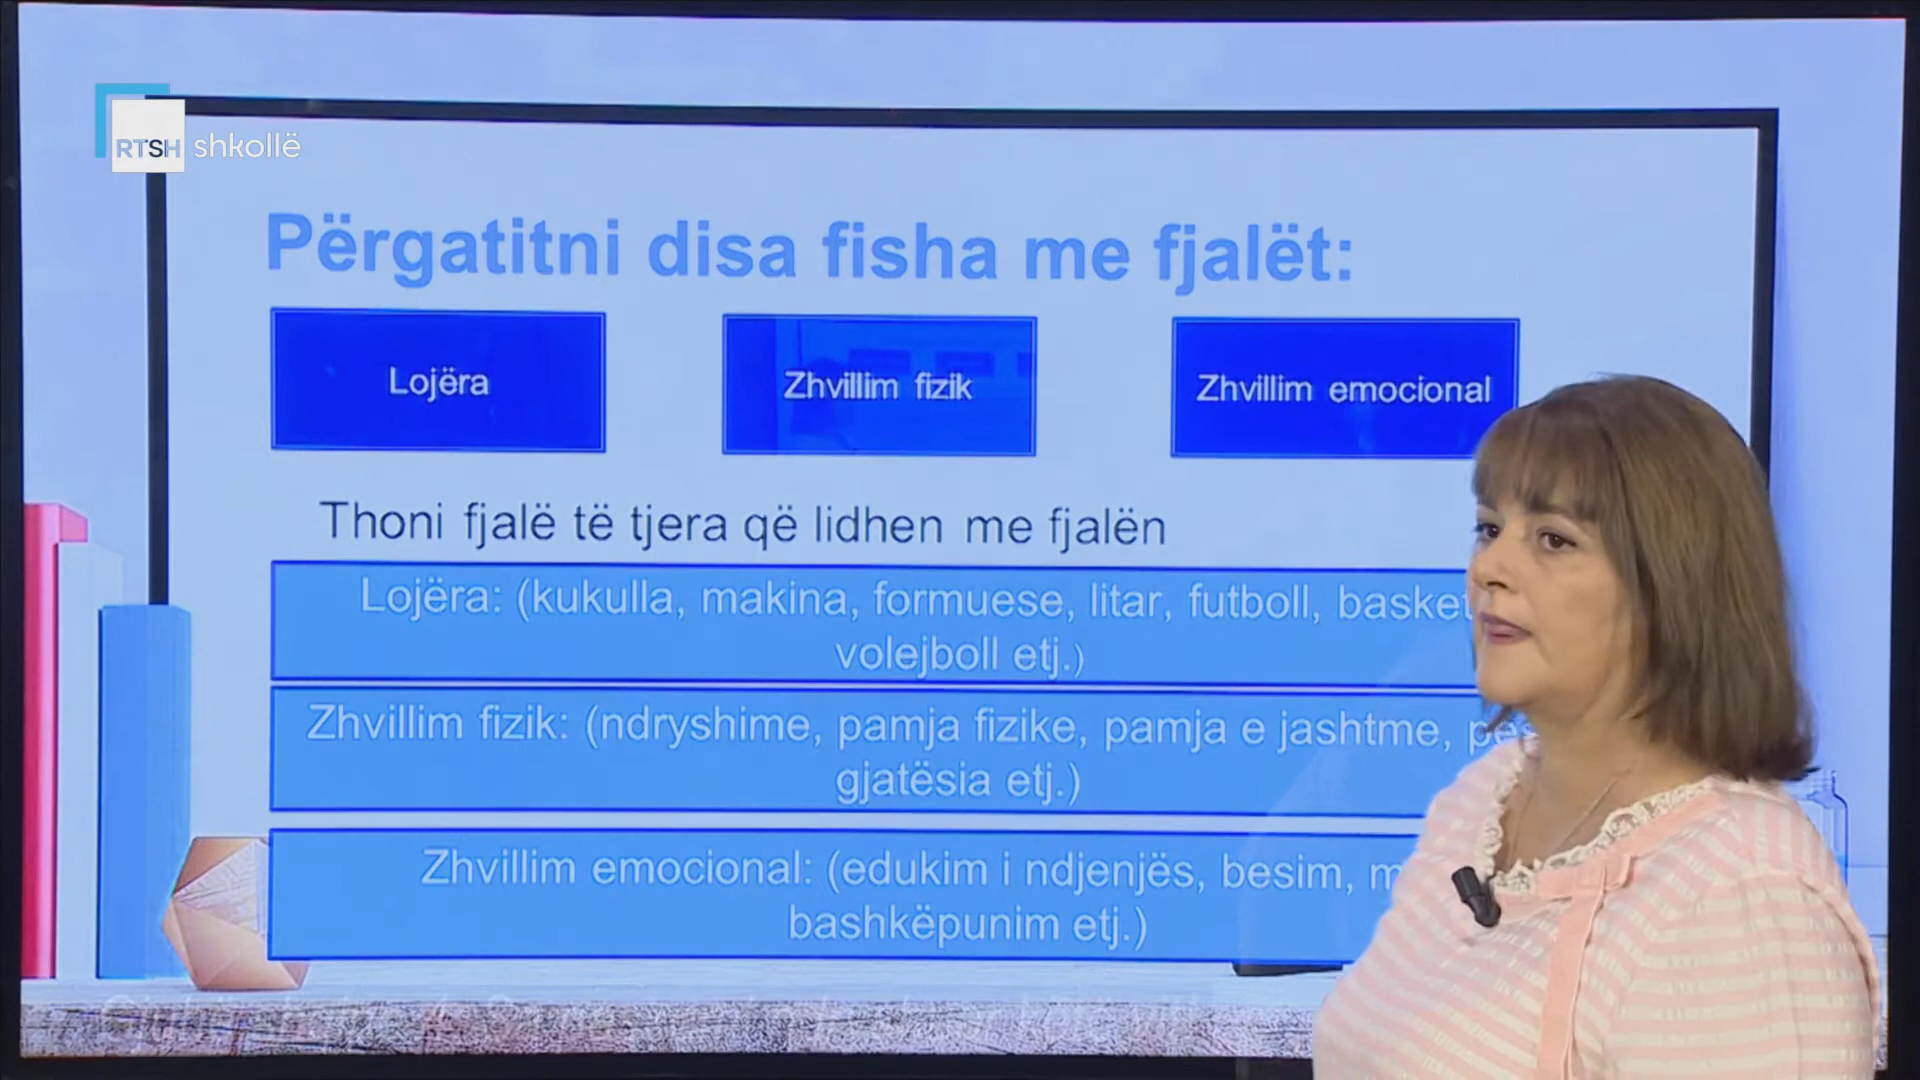 RTSH shkollë
Përgatitni disa fisha me fjalët:
Lojëra
Zhvillim fizik
Zhvillim emocional
Thoni fjalë të tjera që lidhen me fjalën
Lojëra: (kukulla, makina, formuese, litar, futboll, basket
volejboll etj.)
Zhvillim fizik: (ndryshime, pamja fizike, pamja e jashtme,
gjatësia etj.)
Zhvillim emocional: (edukim i ndjenjës, besim,
bashkëpunim etj.)